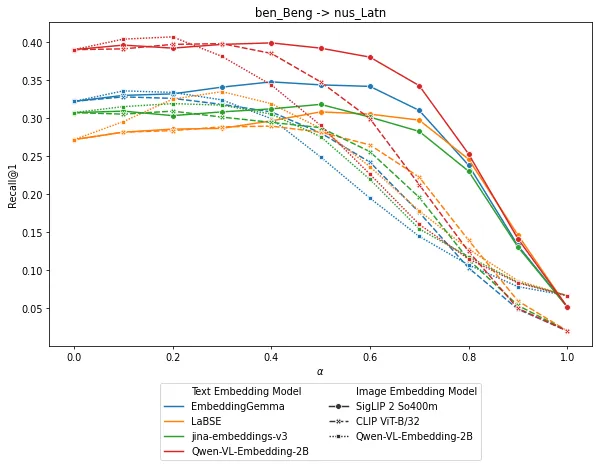 ben_Beng -> nus_Latn
0.40
0.35
0.30
0.25
0.20
0.15
0.10
0.05
Recall@1
0.0 0.2 0.4 0.6 0.8 1.0
α
Text Embedding Model Image Embedding Model
EmbeddingGemma SigLIP 2 So400m
LaBSE CLIP ViT-B/32
jina-embeddings-v3 Qwen-VL-Embedding-2B
Qwen-VL-Embedding-2B